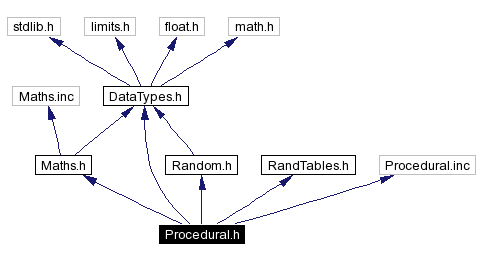 stdlib.h limits.h float.h math.h
Maths.inc DataTypes.h
Maths.h Random.h RandTables.h Procedural.inc
Procedural.h